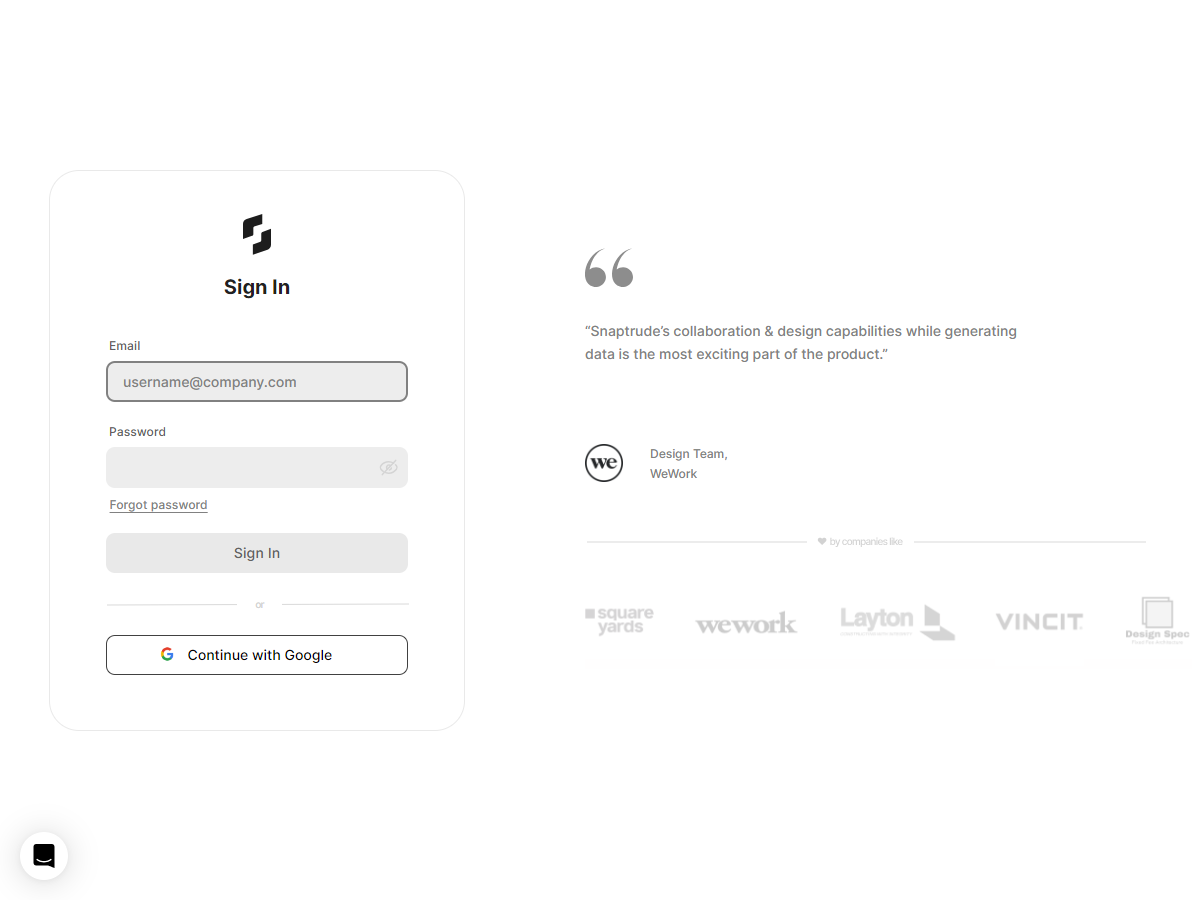 Sign In
Email
username@company.com
Password
Forgot password
Sign In
or
Continue with Google
“Snaptrude’s collaboration & design capabilities while generating
data is the most exciting part of the product.”
we
Design Team,
WeWork
by companies like
square
yards
wework
Layton
VINCIT
Design Spec